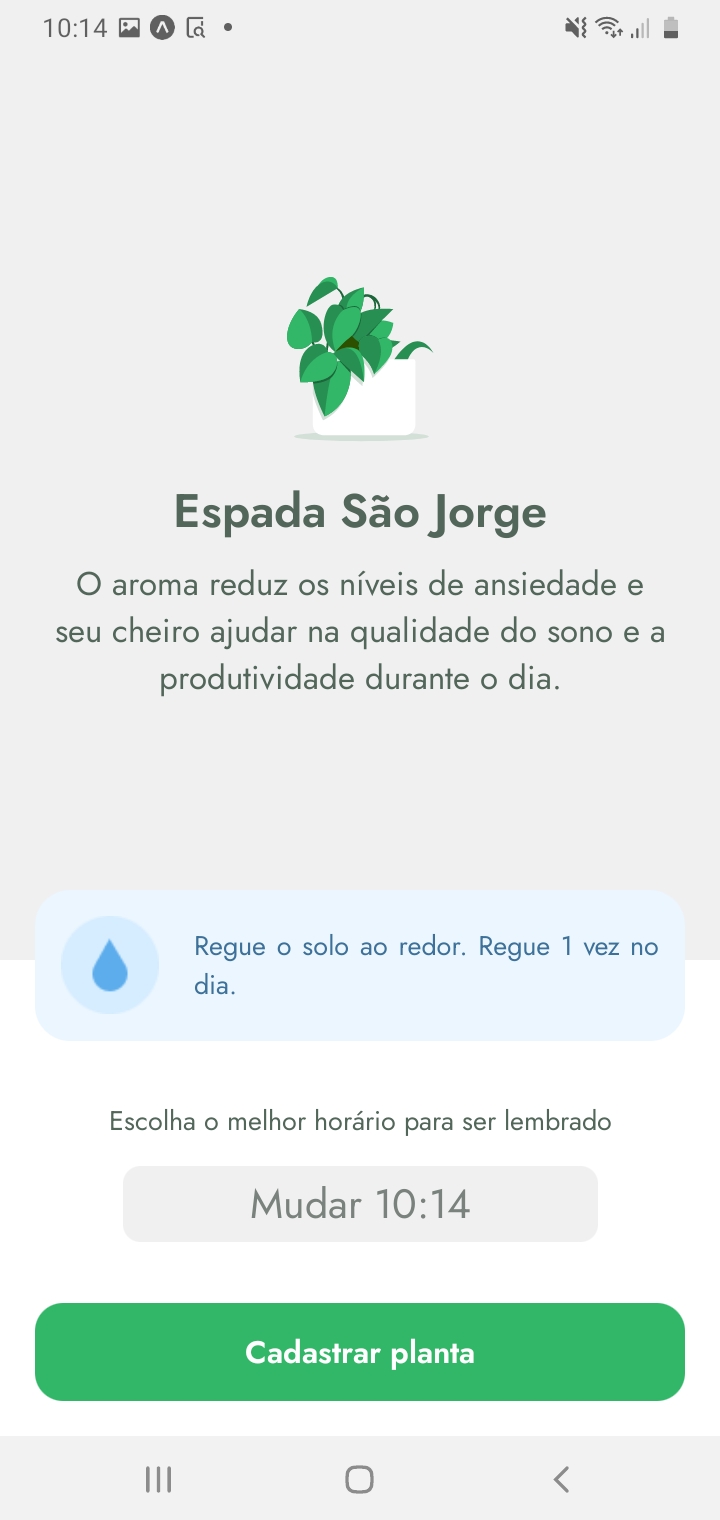 10:14
Espada São Jorge
O aroma reduz os níveis de ansiedade e
seu cheiro ajudar na qualidade do sono e a
produtividade durante o dia.
Regue o solo ao redor. Regue 1 vez no
dia.
Escolha o melhor horário para ser lembrado
Mudar 10:14
Cadastrar planta